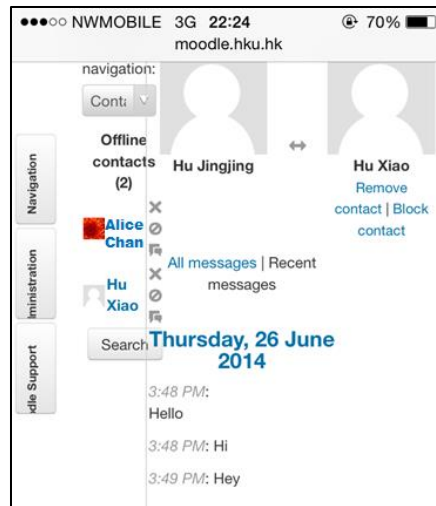 NWMOBILE 3G 22:24 70%
moodle.hku.hk
navigation:
Conta
Offline
contacts
(2)
Alice
Chan
Hu
Xiao
Search
Navigation
ministration
dle Support
Hu Jingjing
Hu Xiao
Remove
contact | Block
contact
All messages | Recent
messages
Thursday, 26 June
2014
3:48 PM:
Hello
3:48 PM: Hi
3:49 PM: Hey